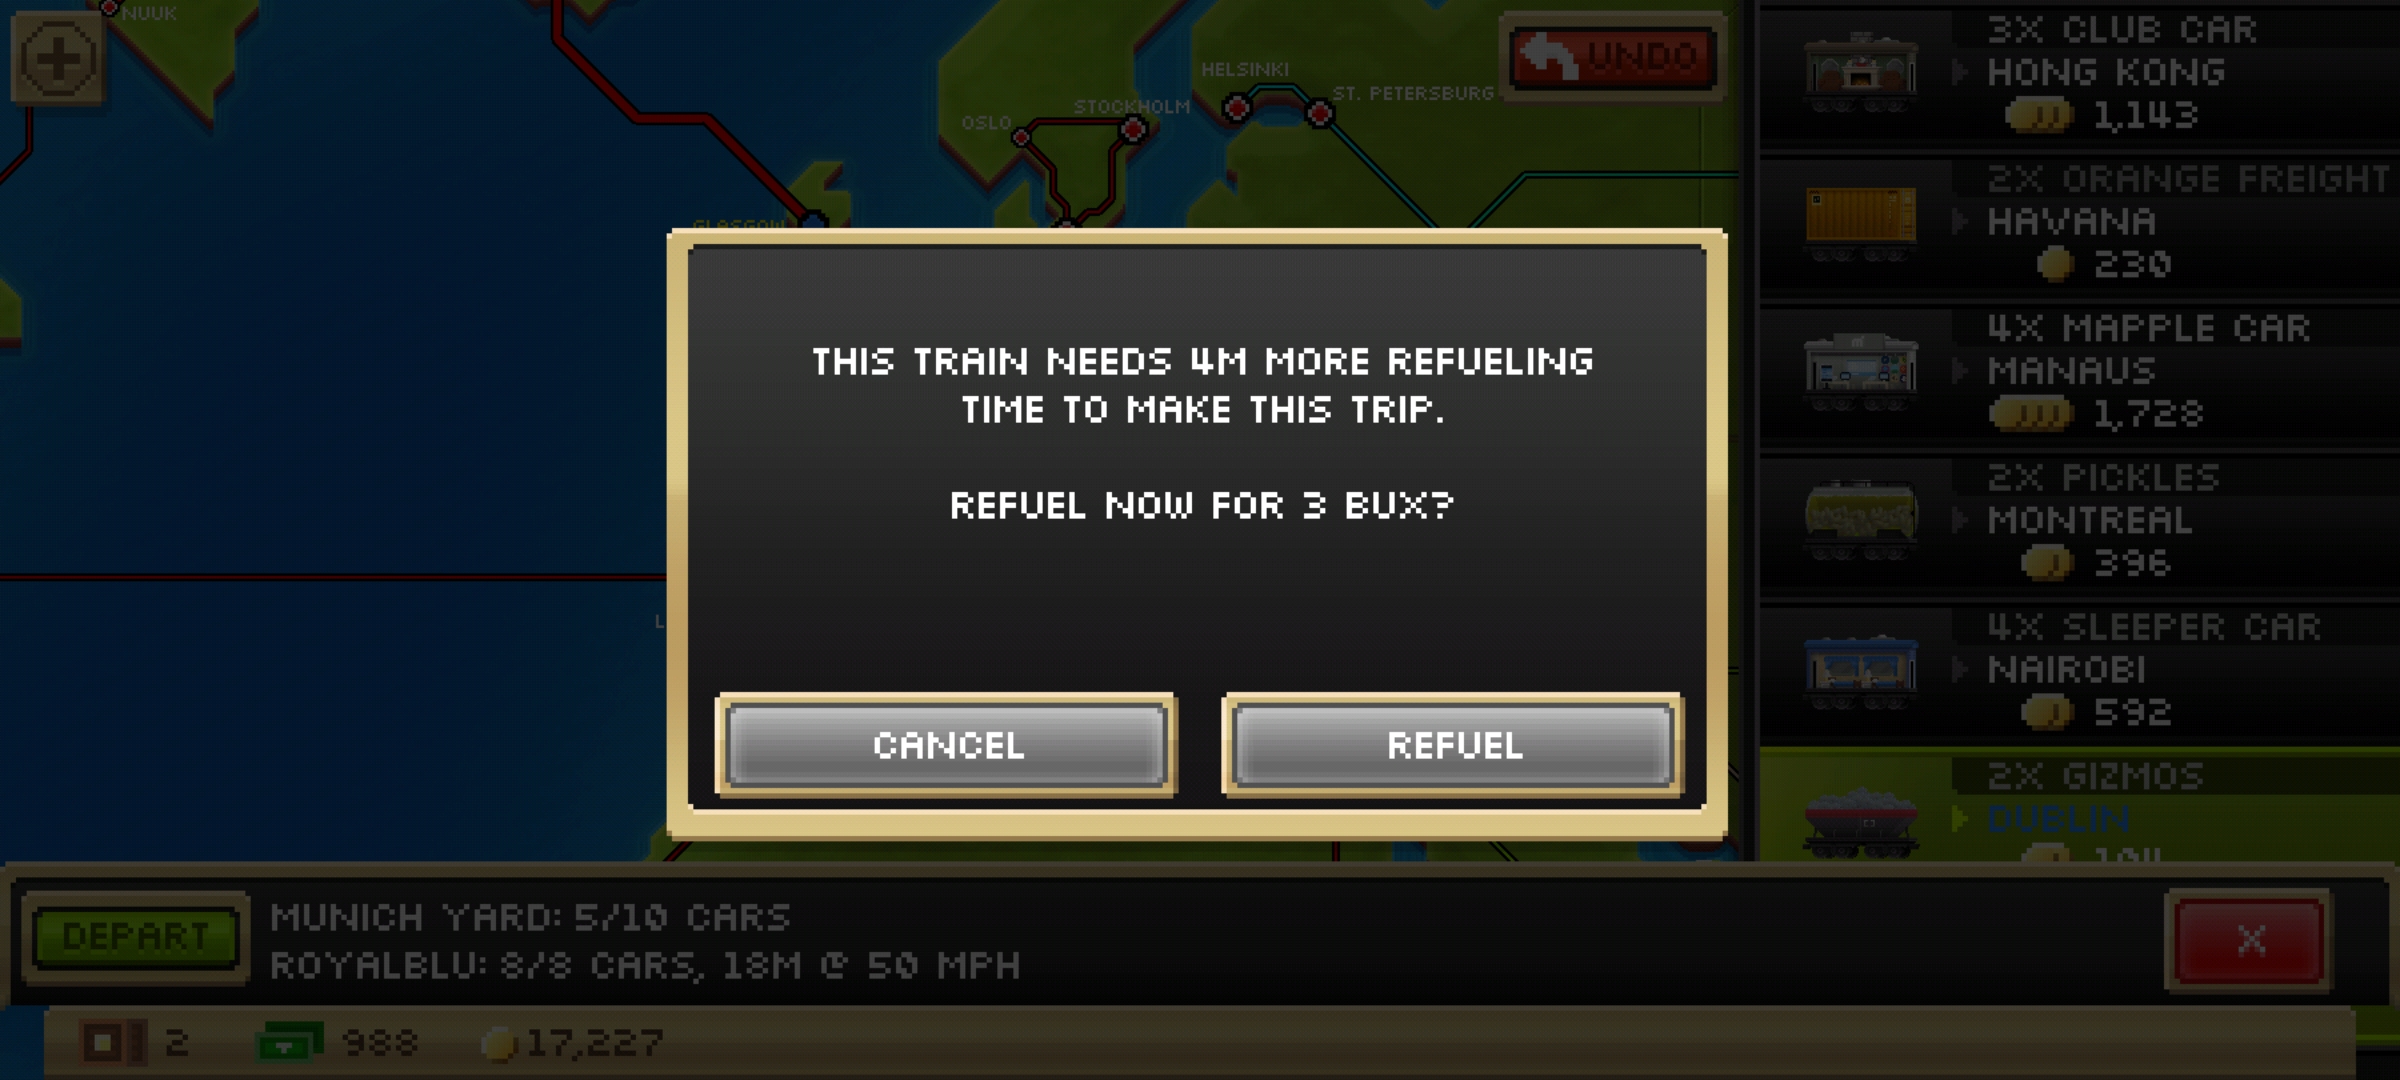 NUUK
UNDO
HELSINKI
ST. PETERSBURG
STOCKHOLM
OSLO
GLASGOW
L
THIS TRAIN NEEDS 4M MORE REFUELING
TIME TO MAKE THIS TRIP.
REFUEL NOW FOR 3 BUX?
CANCEL
REFUEL
3X CLUB CAR
HONG KONG
1,143
2X ORANGE FREIGHT
HAVANA
230
4X MAPPLE CAR
MANAUS
1,728
2X PICKLES
MONTREAL
396
4X SLEEPER CAR
NAIROBI
592
2X GIZMOS
DUBLIN
104
DEPART
MUNICH YARD: 5/10 CARS
ROYALBLU: 8/8 CARS, 18M @ 50 MPH
X
2
988
17,227